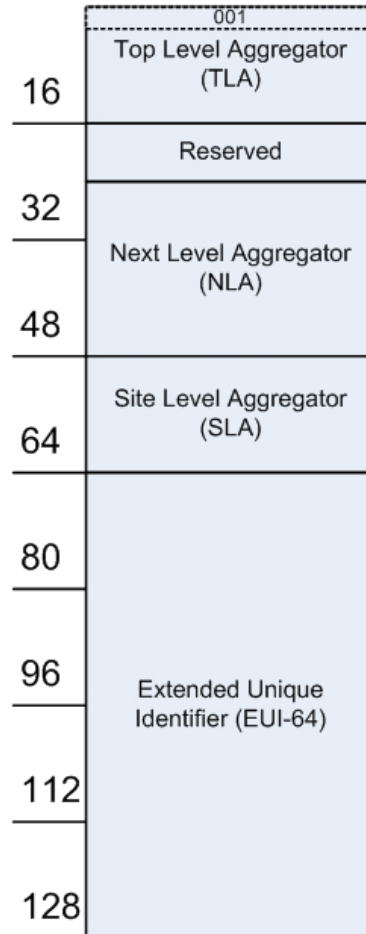 001
Top Level Aggregator
(TLA)
16
Reserved
32
Next Level Aggregator
(NLA)
48
Site Level Aggregator
(SLA)
64
80
96
Extended Unique
Identifier (EUI-64)
112
128